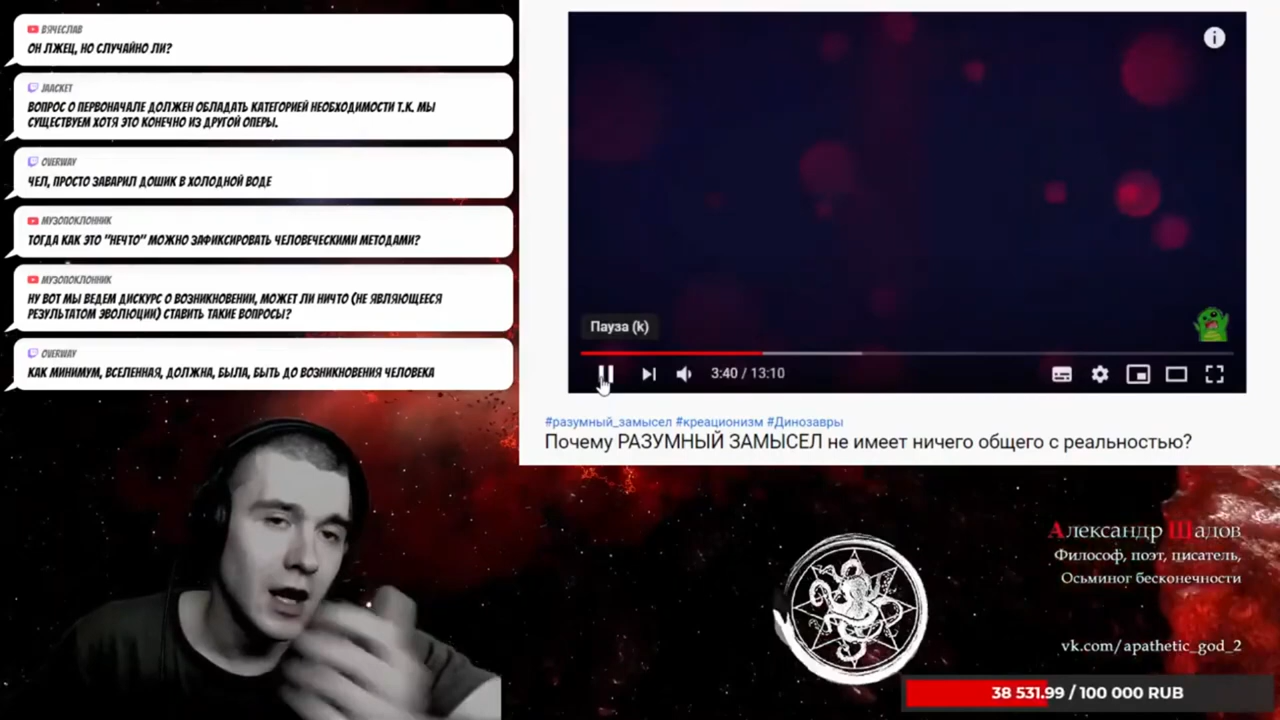 ВЯЧЕСЛАВ
ОН ЛЖЕЦ, НО СЛУЧАЙНО ЛИ?
JAACKET
ВОПРОС О ПЕРВОНАЧАЛЕ ДОЛЖЕН ОБЛАДАТЬ КАТЕГОРИЕЙ НЕОБХОДИМОСТИ Т.К. МЫ
СУЩЕСТВУЕМ ХОТЯ ЭТО КОНЕЧНО ИЗ ДРУГОЙ ОПЕРЫ.
OVERWAY
ЧЕЛ, ПРОСТО ЗАВАРИЛ ДОШИК В ХОЛОДНОЙ ВОДЕ
МУЗОПОКЛОННИК
ТОГДА КАК ЭТО "НЕЧТО" МОЖНО ЗАФИКСИРОВАТЬ ЧЕЛОВЕЧЕСКИМИ МЕТОДАМИ?
МУЗОПОКЛОННИК
НУ ВОТ МЫ ВЕДЕМ ДИСКУРС О ВОЗНИКНОВЕНИИ, МОЖЕТ ЛИ НИЧТО (НЕ ЯВЛЯЮЩЕЕСЯ
РЕЗУЛЬТАТОМ ЭВОЛЮЦИИ) СТАВИТЬ ТАКИЕ ВОПРОСЫ?
OVERWAY
КАК МИНИМУМ, ВСЕЛЕННАЯ, ДОЛЖНА, БЫЛА, БЫТЬ ДО ВОЗНИКНОВЕНИЯ ЧЕЛОВЕКА
Пауза (k)
3:40 / 13:10
#разумный_замысел #креационизм #Динозавры
Почему РАЗУМНЫЙ ЗАМЫСЕЛ не имеет ничего общего с реальностью?
Александр Шадов
Философ, поэт, писатель,
Осьминог бесконечности
vk.com/apathetic_god_2
38 531.99 / 100 000 RUB